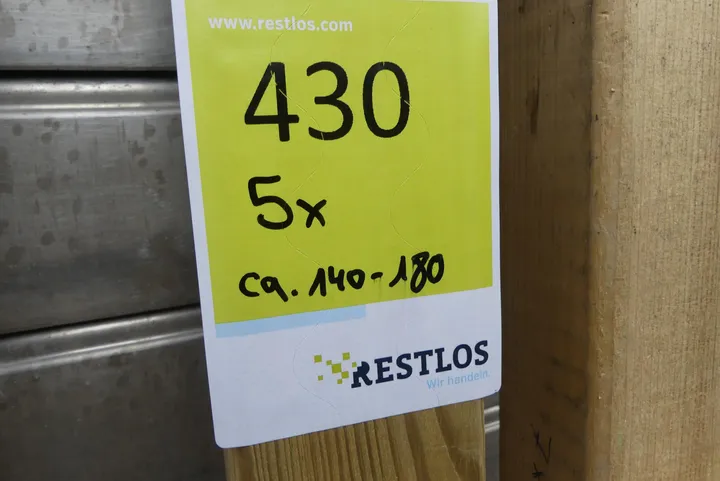 www.restlos.com
430
5x
ca. 140-180
RESTLOS
Wir handeln.